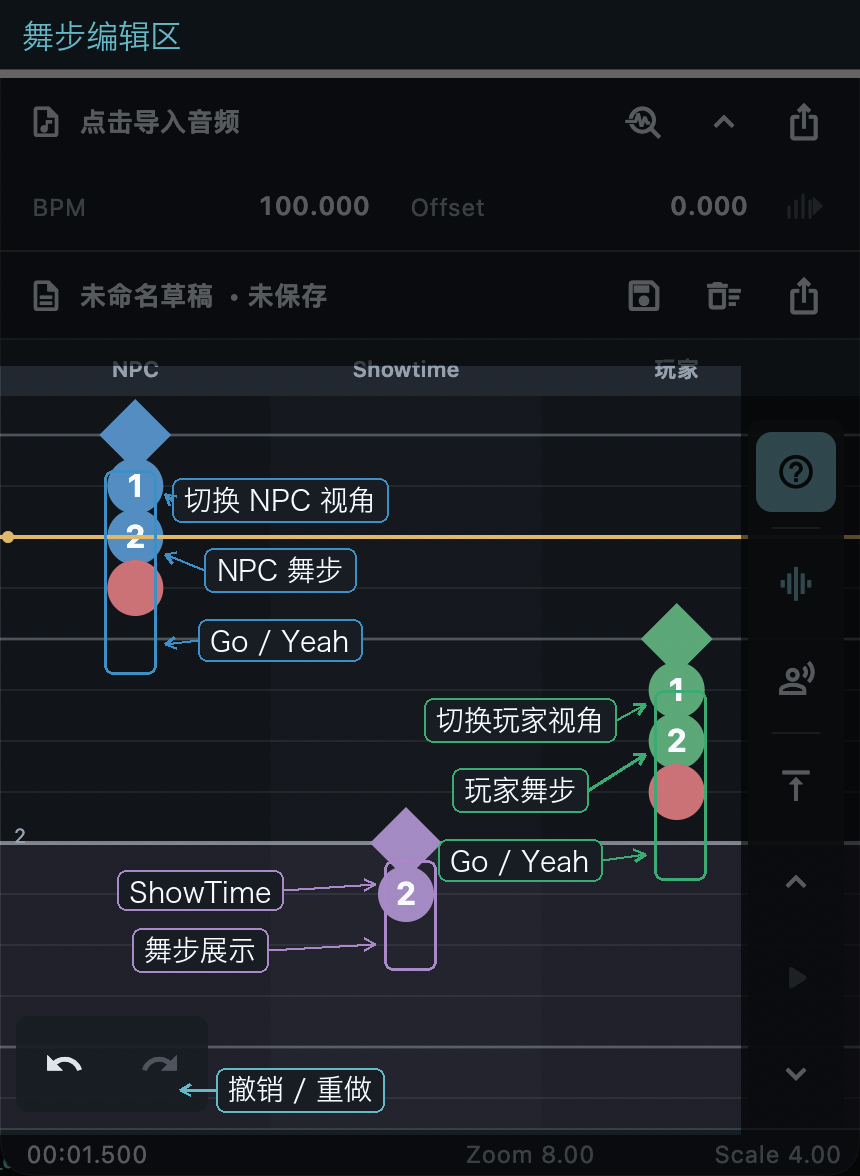 舞步编辑区
点击导入音频
BPM 100.000 Offset 0.000
未命名草稿 • 未保存
NPC Showtime 玩家
1
切换 NPC 视角
2
NPC 舞步
Go / Yeah
1
切换玩家视角
2
玩家舞步
2
Go / Yeah
ShowTime
2
舞步展示
撤销 / 重做
00:01.500 Zoom 8.00 Scale 4.00